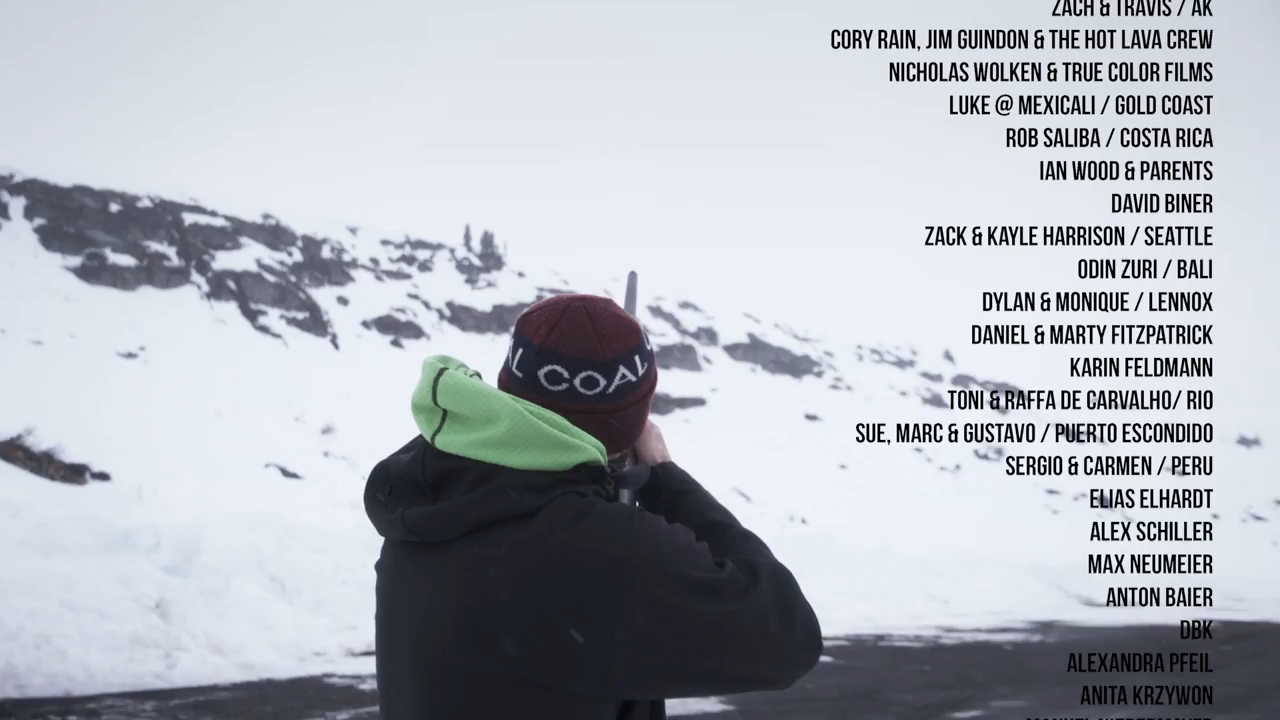 ZACH & TRAVIS / AK
CORY RAIN, JIM GUINDON & THE HOT LAVA CREW
NICHOLAS WOLKEN & TRUE COLOR FILMS
LUKE @ MEXICALI / GOLD COAST
ROB SALIBA / COSTA RICA
IAN WOOD & PARENTS
DAVID BINER
ZACK & KAYLE HARRISON / SEATTLE
ODIN ZURI / BALI
DYLAN & MONIQUE / LENNOX
DANIEL & MARTY FITZPATRICK
KARIN FELDMANN
TONI & RAFFA DE CARVALHO/ RIO
SUE, MARC & GUSTAVO / PUERTO ESCONDIDO
SERGIO & CARMEN / PERU
ELIAS ELHARDT
ALEX SCHILLER
MAX NEUMEIER
ANTON BAIER
DBK
ALEXANDRA PFEIL
ANITA KRZYWON
AL COAL